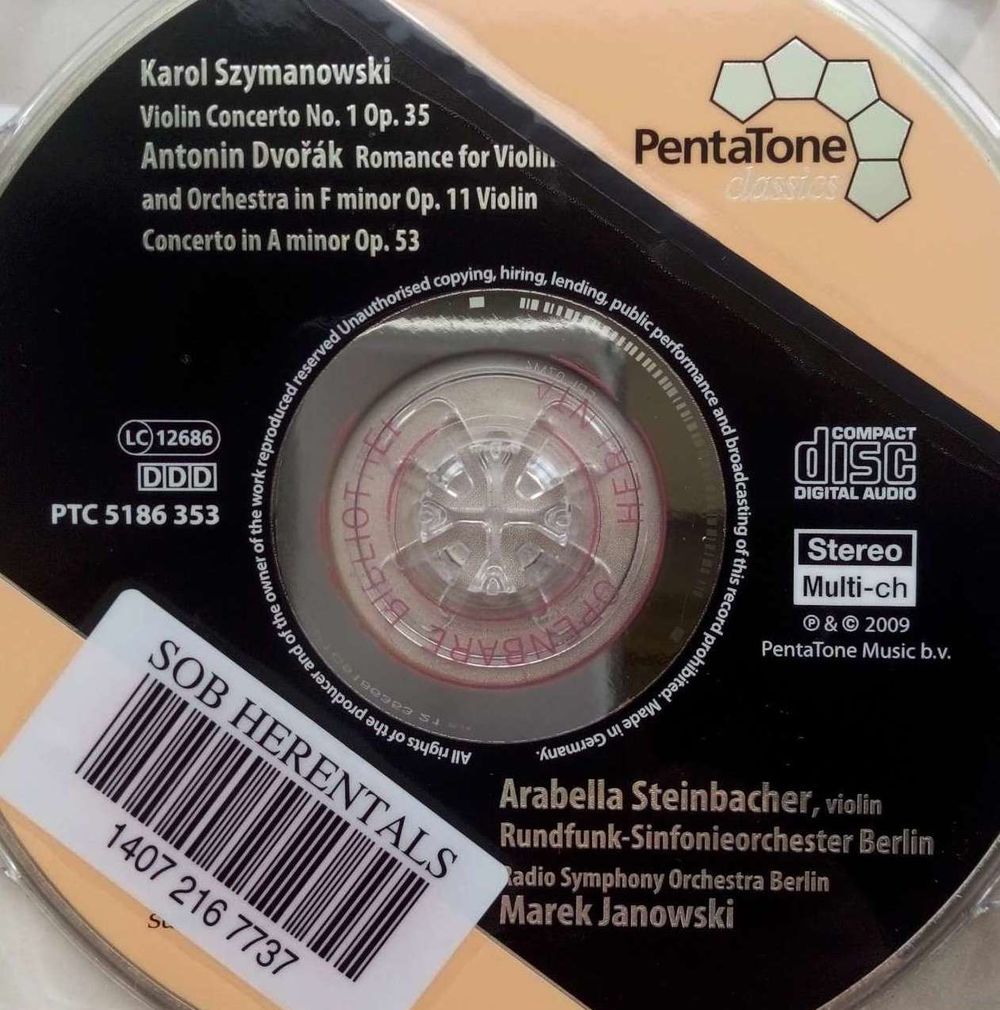 Karol Szymanowski
Violin Concerto No. 1 Op. 35
Antonin Dvořák Romance for Violin
and Orchestra in F minor Op. 11 Violin
Concerto in A minor Op. 53
PentaTone
classics
All rights of the producer and of the owner of the work reproduced reserved Unauthorised copying, hiring, lending, public performance and broadcasting of this record prohibited. Made in Germany.
LC 12686
DDD
PTC 5186 353
COMPACT
disc
DIGITAL AUDIO
Stereo
Multi-ch
℗ & © 2009
PentaTone Music b.v.
OPENBARE BIBLIOTHEEK
SOB HERENTALS
1407 216 7737
Arabella Steinbacher, violin
Rundfunk-Sinfonieorchester Berlin
Radio Symphony Orchestra Berlin
Marek Janowski